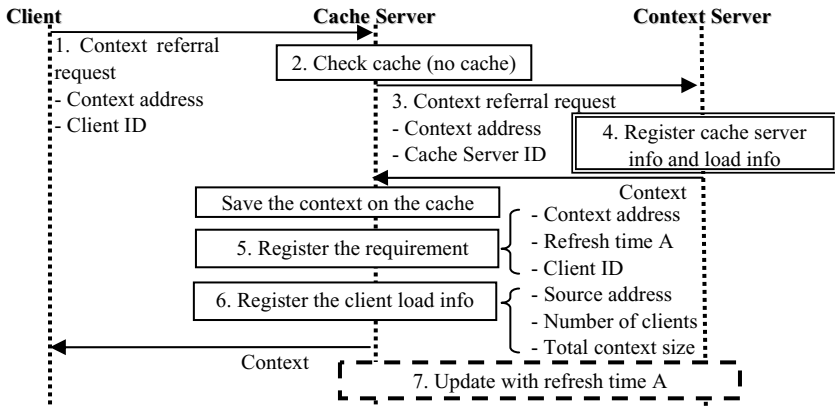 Client
Cache Server
Context Server
1. Context referral
request
- Context address
- Client ID
2. Check cache (no cache)
3. Context referral request
- Context address
- Cache Server ID
4. Register cache server
info and load info
Context
Save the context on the cache
- Context address
- Refresh time A
- Client ID
5. Register the requirement
6. Register the client load info
- Source address
- Number of clients
- Total context size
Context
7. Update with refresh time A